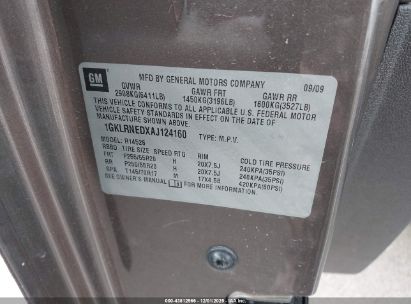 GM
MFD BY GENERAL MOTORS COMPANY
09/09
GVWR GAWR FRT GAWR RR
2908KG(6411LB) 1450KG(3196LB) 1600KG(3527LB)
THIS VEHICLE CONFORMS TO ALL APPLICABLE U.S. FEDERAL MOTOR
VEHICLE SAFETY STANDARDS IN EFFECT ON THE DATE OF
MANUFACTURE SHOWN ABOVE.
1GKLRNEDXAJ124160 TYPE: M.P.V.
MODEL: R14526
TIRE SIZE SPEED RTG RIM COLD TIRE PRESSURE
FRT P255/55R20 H 20X7.5J 240KPA(35PSI)
RR P255/55R20 H 20X7.5J 240KPA(35PSI)
SPA T145/70R17 M 17X4.5B 420KPA(60PSI)
SEE OWNER'S MANUAL FOR MORE INFORMATION.